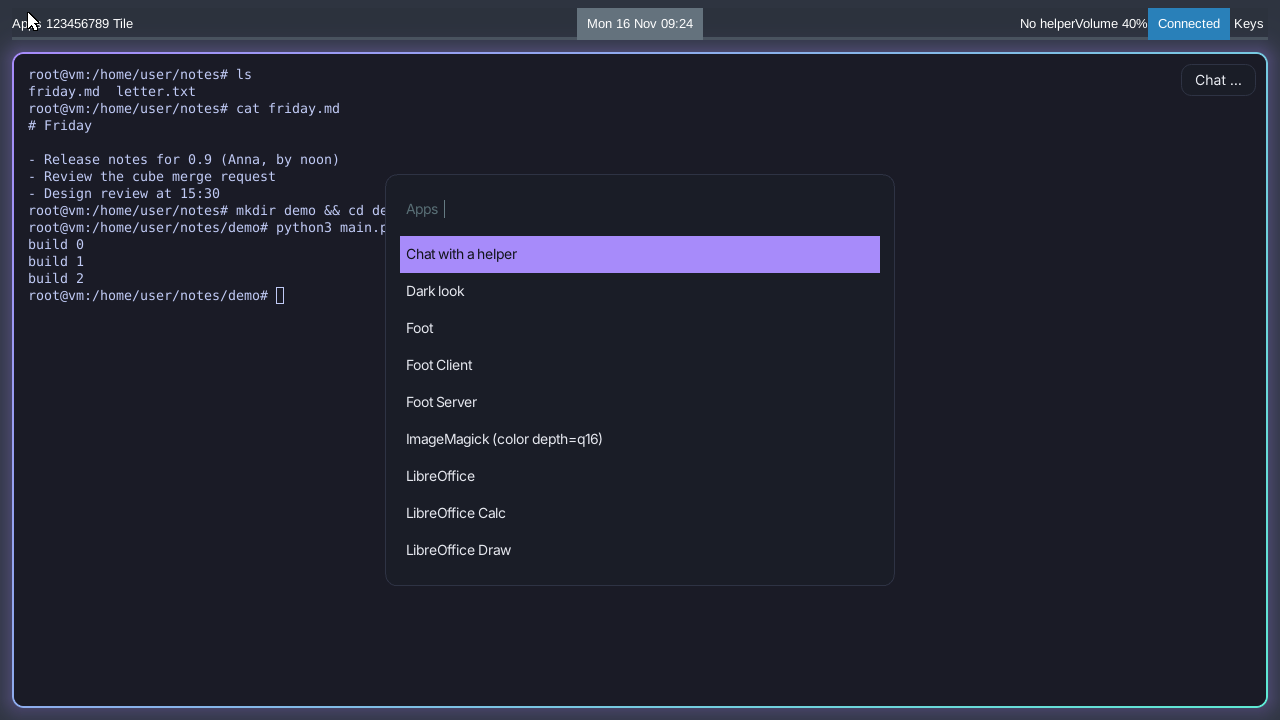 Apps 123456789 Tile
Mon 16 Nov 09:24
No helper Volume 40% Connected Keys
root@vm:/home/user/notes# ls
friday.md  letter.txt
root@vm:/home/user/notes# cat friday.md
# Friday
- Release notes for 0.9 (Anna, by noon)
- Review the cube merge request
- Design review at 15:30
root@vm:/home/user/notes# mkdir demo && cd de
root@vm:/home/user/notes/demo# python3 main.p
build 0
build 1
build 2
root@vm:/home/user/notes/demo#
Chat ...
Apps
Chat with a helper
Dark look
Foot
Foot Client
Foot Server
ImageMagick (color depth=q16)
LibreOffice
LibreOffice Calc
LibreOffice Draw